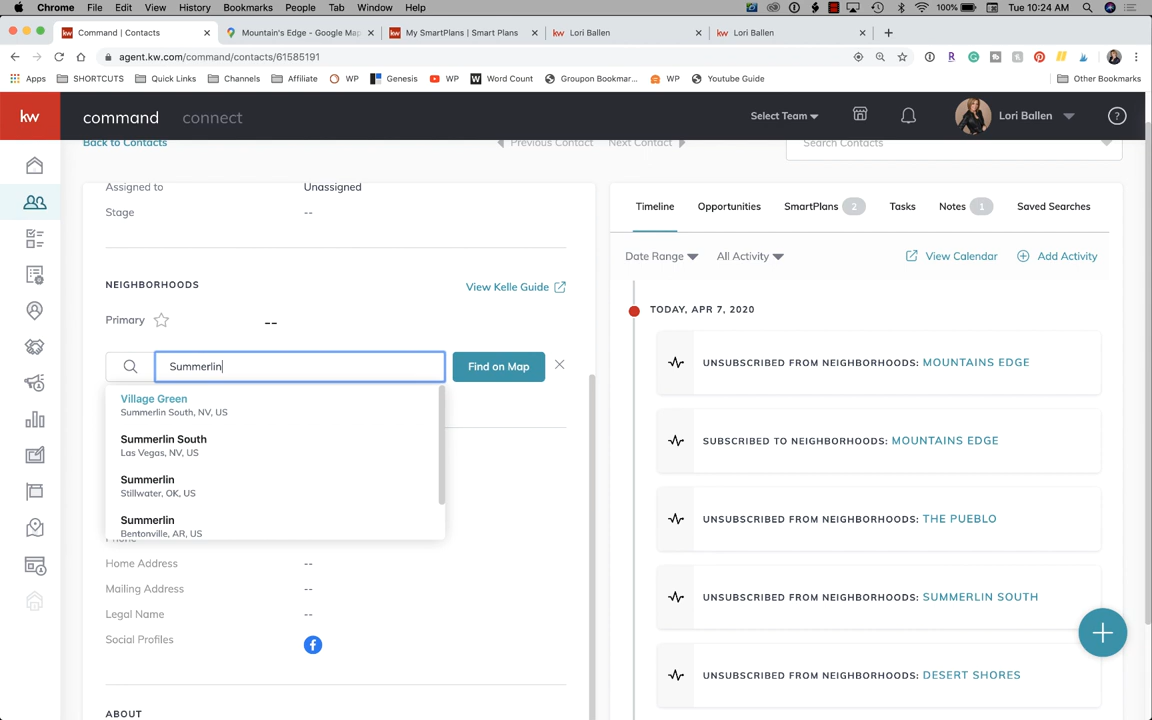 Chrome File Edit View History Bookmarks People Tab Window Help 100% Tue 10:24 AM
kw Command | Contacts × Mountain's Edge - Google Map × kw My SmartPlans | Smart Plans × kw Lori Ballen × kw Lori Ballen × +
agent.kw.com/command/contacts/61585191
Apps SHORTCUTS Quick Links Channels Affiliate WP Genesis WP W Word Count Groupon Bookmar... WP Youtube Guide Other Bookmarks
kw command connect Select Team Lori Ballen ?
Back to Contacts Previous Contact Next Contact Search Contacts
Assigned to Unassigned
Stage --
NEIGHBORHOODS
View Kelle Guide
Primary --
Summerlin Find on Map
Village Green
Summerlin South, NV, US
Summerlin South
Las Vegas, NV, US
Summerlin
Stillwater, OK, US
Summerlin
Bentonville, AR, US
Phone
Home Address --
Mailing Address --
Legal Name --
Social Profiles
ABOUT
Timeline Opportunities SmartPlans 2 Tasks Notes 1 Saved Searches
Date Range All Activity View Calendar Add Activity
TODAY, APR 7, 2020
UNSUBSCRIBED FROM NEIGHBORHOODS: MOUNTAINS EDGE
SUBSCRIBED TO NEIGHBORHOODS: MOUNTAINS EDGE
UNSUBSCRIBED FROM NEIGHBORHOODS: THE PUEBLO
UNSUBSCRIBED FROM NEIGHBORHOODS: SUMMERLIN SOUTH
UNSUBSCRIBED FROM NEIGHBORHOODS: DESERT SHORES